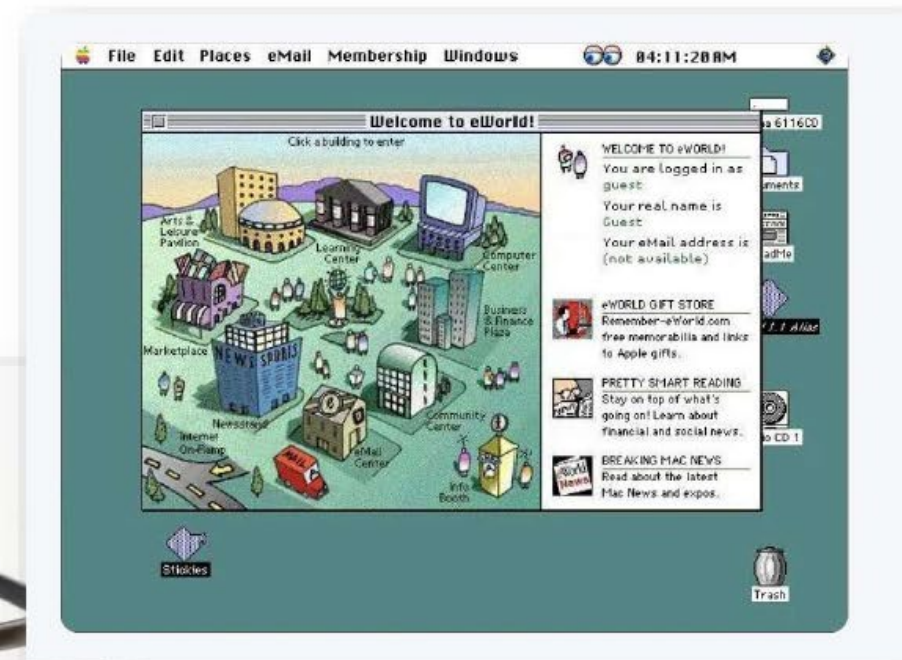 File Edit Places eMail Membership Windows 04:11:20AM
Welcome to eWorld!
Click a building to enter
Arts &
Leisure
Pavilion
Learning
Center
Computer
Center
Business
& Finance
Plaza
Marketplace
NEWS SPORTS
Newsstand
Community
Center
eMail
Center
Internet
On-Ramp
MAIL
Info
Booth
WELCOME TO eWORLD!
You are logged in as
guest
Your real name is
Guest
Your eMail address is
(not available)
eWORLD GIFT STORE
Remember-eWorld.com
free memorabilia and links
to Apple gifts.
PRETTY SMART READING
Stay on top of what's
going on! Learn about
financial and social news.
eWorld
News
BREAKING MAC NEWS
Read about the latest
Mac News and expos.
6116CD
uments
adMe
1.1 Alias
CD 1
Stickies
Trash